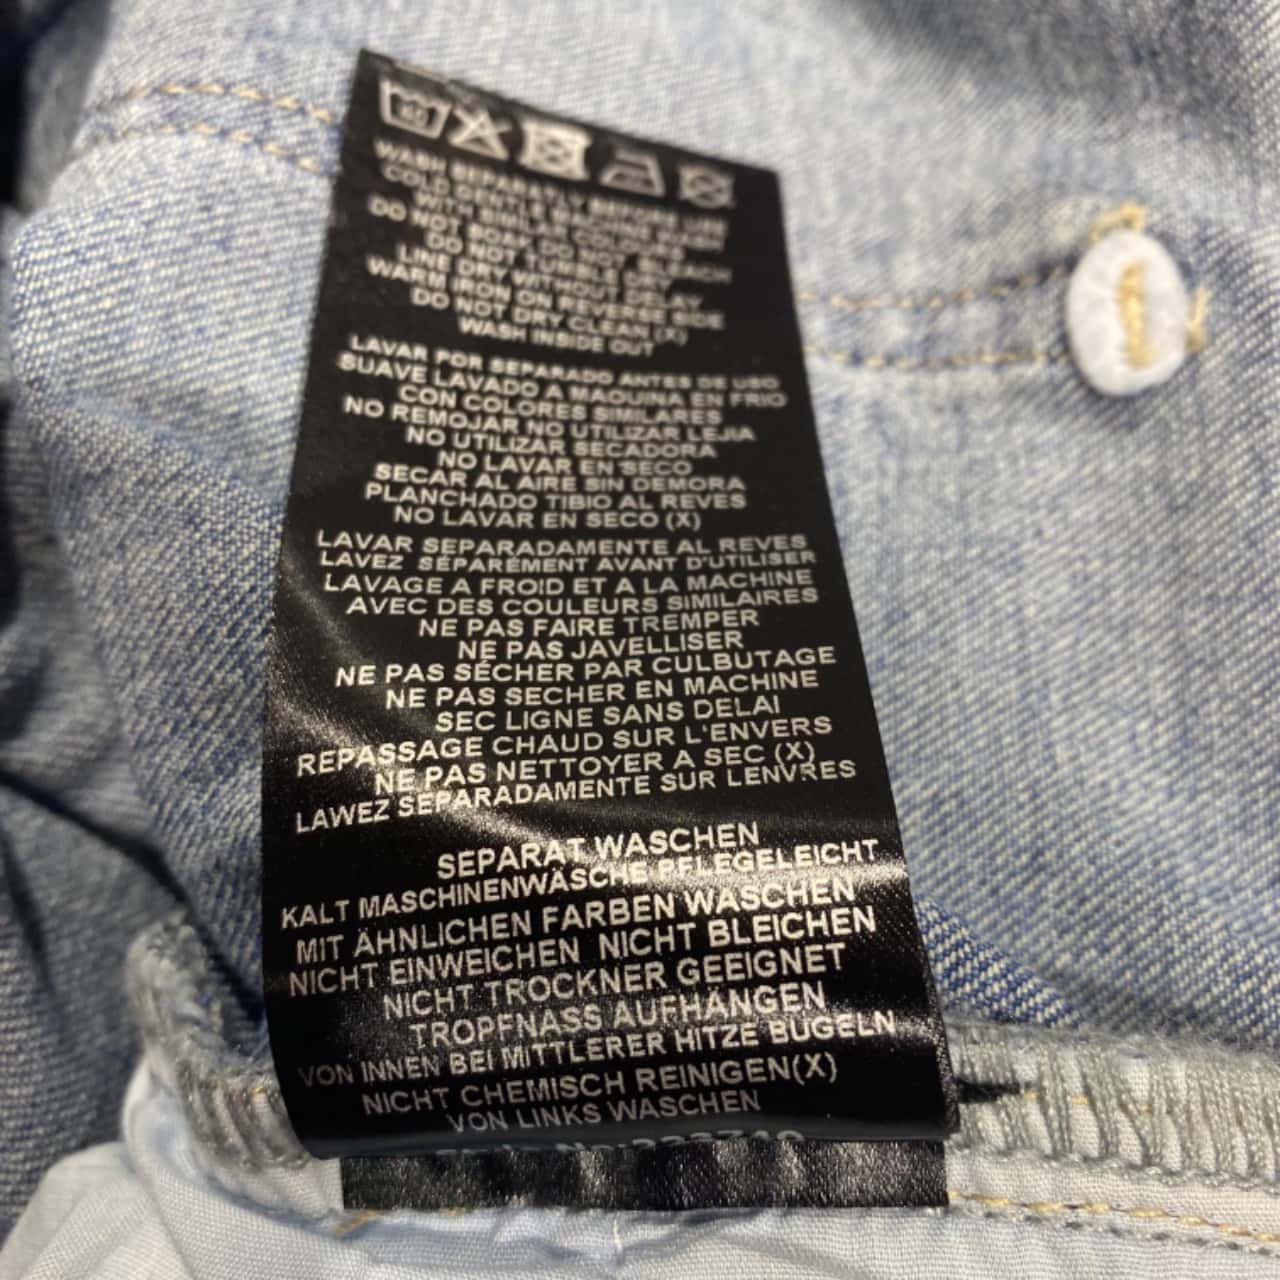 WASH SEPARATELY BEFORE USE
COLD GENTLE MACHINE WASH
WITH SIMILE COLOURS
DO NOT SOAK DO NOT BLEACH
DO NOT TUMBLE DRY
LINE DRY WITHOUT DELAY
WARM IRON ON REVERSE SIDE
DO NOT DRY CLEAN (X)
WASH INSIDE OUT
LAVAR POR SEPARADO ANTES DE USO
SUAVE LAVADO A MAQUINA EN FRIO
CON COLORES SIMILARES
NO REMOJAR NO UTILIZAR LEJIA
NO UTILIZAR SECADORA
NO LAVAR EN SECO
SECAR AL AIRE SIN DEMORA
PLANCHADO TIBIO AL REVES
NO LAVAR EN SECO (X)
LAVAR SEPARADAMENTE AL REVES
LAVEZ SÉPARÉMENT AVANT D'UTILISER
LAVAGE A FROID ET A LA MACHINE
AVEC DES COULEURS SIMILAIRES
NE PAS FAIRE TREMPER
NE PAS JAVELLISER
NE PAS SÉCHER PAR CULBUTAGE
NE PAS SECHER EN MACHINE
SEC LIGNE SANS DELAI
REPASSAGE CHAUD SUR L'ENVERS
NE PAS NETTOYER A SEC (X)
LAWEZ SEPARADAMENTE SUR LENVRES
SEPARAT WASCHEN
KALT MASCHINENWÄSCHE PFLEGELEICHT
MIT ÄHNLICHEN FARBEN WASCHEN
NICHT EINWEICHEN NICHT BLEICHEN
NICHT TROCKNER GEEIGNET
TROPFNASS AUFHÄNGEN
VON INNEN BEI MITTLERER HITZE BÜGELN
NICHT CHEMISCH REINIGEN(X)
VON LINKS WASCHEN